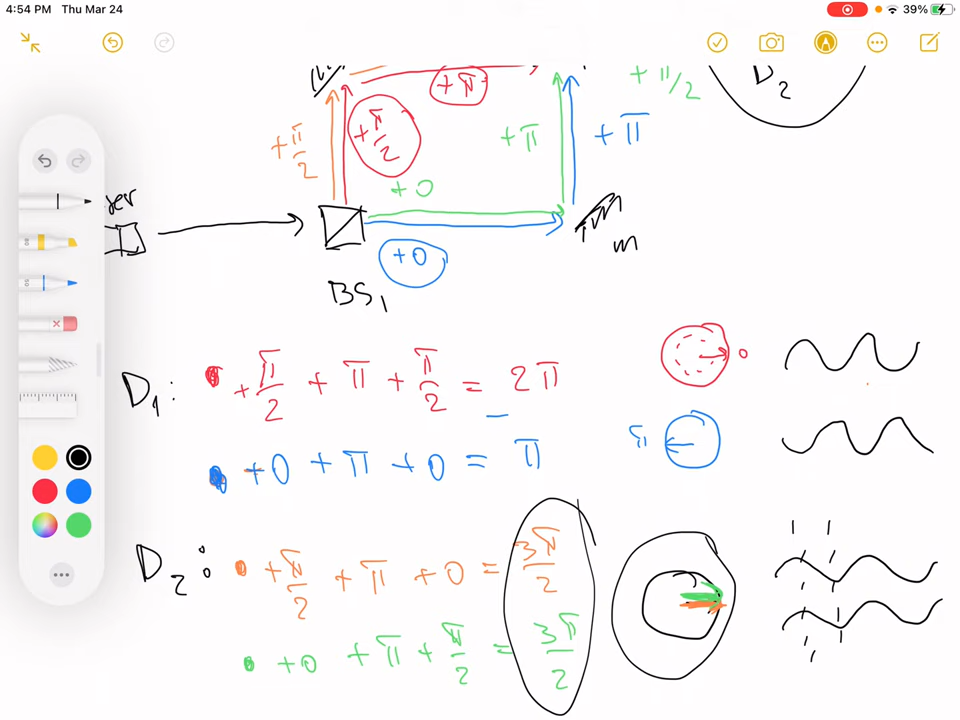 4:54 PM Thu Mar 24
39%
+π
+π/2
D2
+π/2
+π/2
+π
+π
+0
+0
m
BS1
D1: +π/2 + π + π/2 = 2π
0
+0 + π + 0 = π
π
D2: +π/2 + π + 0 = 3π/2
+0 + π + π/2 = 3π/2